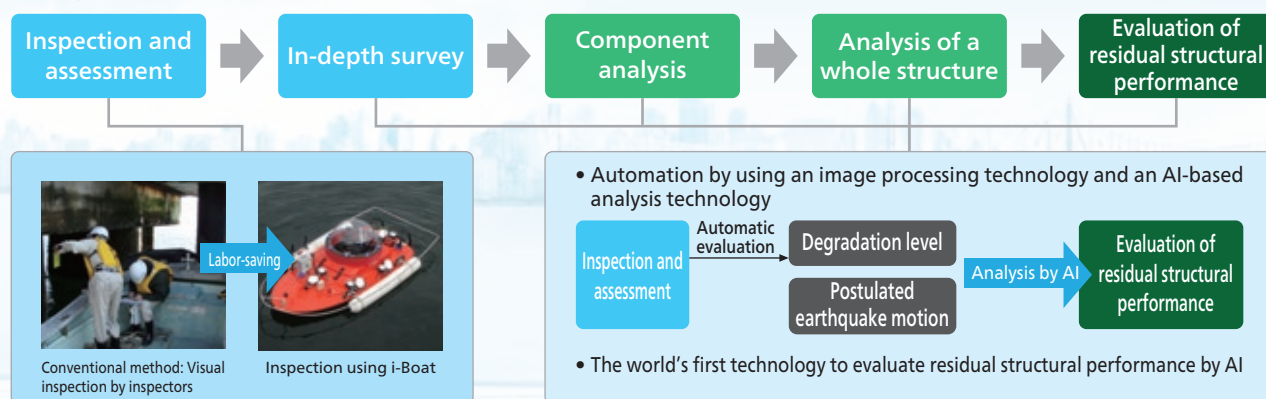 Inspection and
assessment
In-depth survey
Component
analysis
Analysis of a
whole structure
Evaluation of
residual structural
performance
Labor-saving
Conventional method: Visual
inspection by inspectors
Inspection using i-Boat
• Automation by using an image processing technology and an AI-based
analysis technology
Inspection and
assessment
Automatic
evaluation
Degradation level
Postulated
earthquake motion
Analysis by AI
Evaluation of
residual structural
performance
• The world’s first technology to evaluate residual structural performance by AI